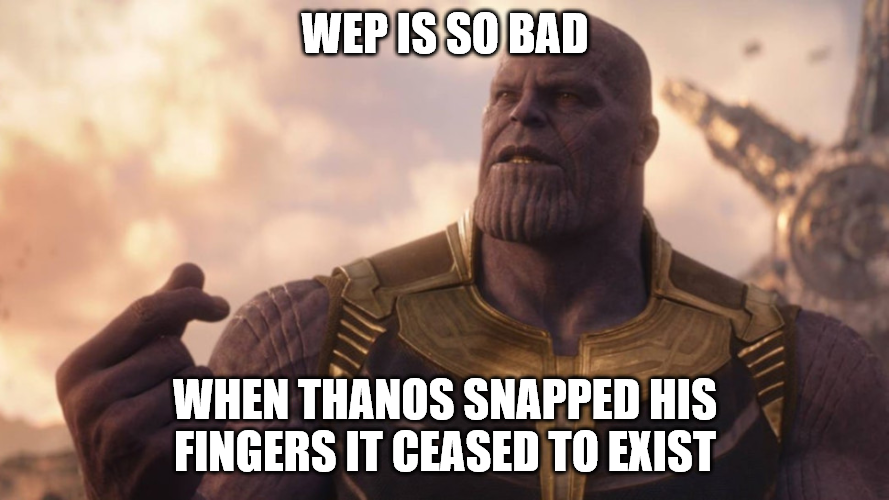 WEP IS SO BAD
WHEN THANOS SNAPPED HIS
FINGERS IT CEASED TO EXIST